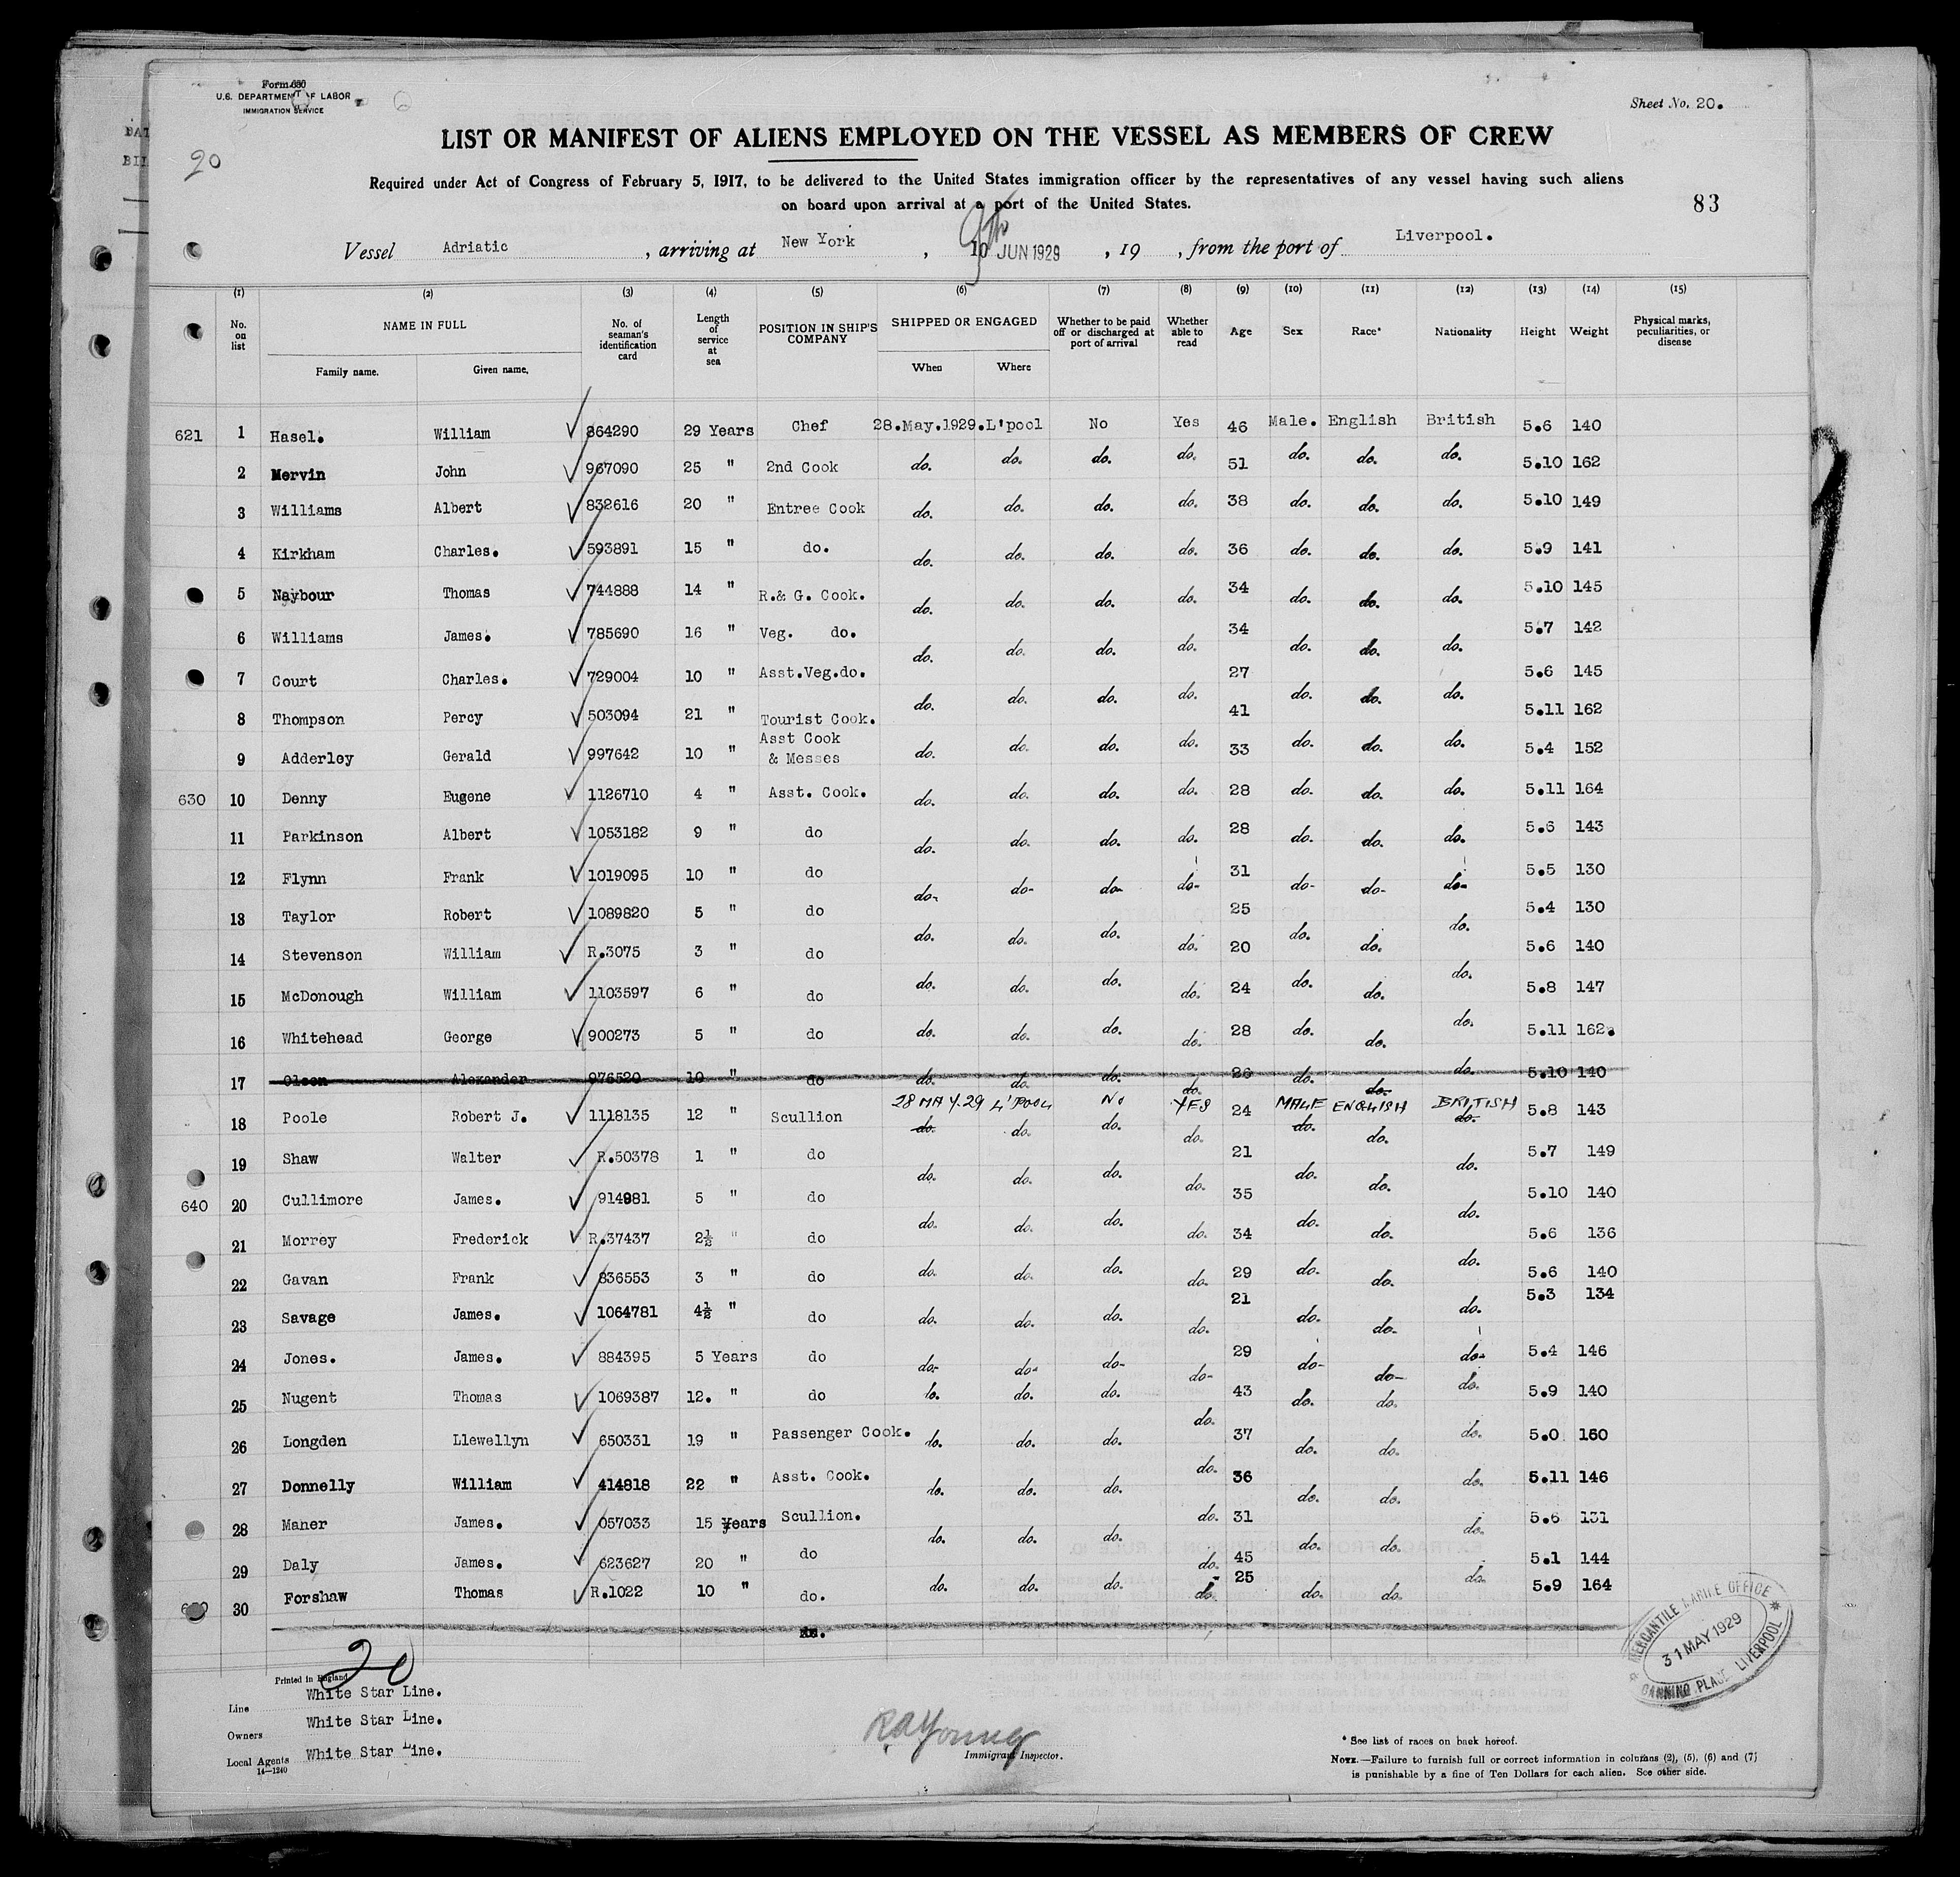 Form 680
U.S. DEPARTMENT OF LABOR
IMMIGRATION SERVICE
Sheet No. 20.
20
LIST OR MANIFEST OF ALIENS EMPLOYED ON THE VESSEL AS MEMBERS OF CREW
Required under Act of Congress of February 5, 1917, to be delivered to the United States immigration officer by the representatives of any vessel having such aliens
on board upon arrival at a port of the United States.
83
Vessel Adriatic , arriving at New York , 9th 10 JUN 1929 , 19 , from the port of Liverpool.
(1) (2) (3) (4) (5) (6) (7) (8) (9) (10) (11) (12) (13) (14) (15)
No. on list NAME IN FULL Family name. Given name. No. of seaman's identification card Length of service at sea POSITION IN SHIP'S COMPANY SHIPPED OR ENGAGED When Where Whether to be paid off or discharged at port of arrival Whether able to read Age Sex Race* Nationality Height Weight Physical marks, peculiarities, or disease
621 1 Hasel. William 864290 29 Years Chef 28.May.1929. L'pool No Yes 46 Male. English British 5.6 140
2 Mervin John 967090 25 " 2nd Cook do. do. do. do. 51 do. do. do. 5.10 162
3 Williams Albert 832616 20 " Entree Cook do. do. do. do. 38 do. do. do. 5.10 149
4 Kirkham Charles. 593891 15 " do. do. do. do. do. 36 do. do. do. 5.9 141
5 Naybour Thomas 744888 14 " R.& G. Cook. do. do. do. do. 34 do. do. do. 5.10 145
6 Williams James. 785690 16 " Veg. do. do. do. do. do. 34 do. do. do. 5.7 142
7 Court Charles. 729004 10 " Asst.Veg.do. do. do. do. do. 27 do. do. do. 5.6 145
8 Thompson Percy 503094 21 " Tourist Cook. do. do. do. do. 41 do. do. do. 5.11 162
9 Adderley Gerald 997642 10 " Asst Cook & Messes do. do. do. do. 33 do. do. do. 5.4 152
630 10 Denny Eugene 1126710 4 " Asst. Cook. do. do. do. do. 28 do. do. do. 5.11 164
11 Parkinson Albert 1053182 9 " do do. do. do. do. 28 do. do. do. 5.6 143
12 Flynn Frank 1019095 10 " do do- do- do- do- 31 do- do- do- 5.5 130
13 Taylor Robert 1089820 5 " do do. do. do. do. 25 do. do. do. 5.4 130
14 Stevenson William R.3075 3 " do do. do. do. do. 20 do. do. do. 5.6 140
15 McDonough William 1103597 6 " do do. do. do. do. 24 do. do. do. 5.8 147
16 Whitehead George 900273 5 " do do. do. do. do. 28 do. do. do. 5.11 162.
17 Olsen Alexander 976520 10 " do do. do. do. do. 26 do. do. do. 5.10 140
18 Poole Robert J. 1118135 12 " Scullion 28 MAY.29 L'POOL No YES 24 MALE ENGLISH BRITISH 5.8 143
do. do. do. do. do. do. do.
19 Shaw Walter R.50378 1 " do do. do. do. do. 21 do. do. do. 5.7 149
640 20 Cullimore James. 914981 5 " do do. do. do. 35 do. do. do. 5.10 140
21 Morrey Frederick R.37437 2½ " do do. do. do. do. 34 do. do. do. 5.6 136
22 Gavan Frank 836553 3 " do do. do. do. do. 29 do. do. do. 5.6 140
23 Savage James. 1064781 4½ " do do. do. do. do. 21 do. do. do. 5.3 134
24 Jones. James. 884395 5 Years do do- do- do- do- 29 do- do- do- 5.4 146
25 Nugent Thomas 1069387 12. " do do. do. do. do. 43 do. do. do. 5.9 140
26 Longden Llewellyn 650331 19 " Passenger Cook. do. do. do. do. 37 do. do. do. 5.0 160
27 Donnelly William 414818 22 " Asst. Cook. do. do. do. do. 36 do. do. do. 5.11 146
28 Maher James. 057033 15 Years Scullion. do. do. do. do. 31 do. do. do. 5.6 131
29 Daly James. 623627 20 " do do. do. do. do. 45 do. do. do. 5.1 144
30 Forshaw Thomas R.1022 10 " do. do. 25 5.9 164
20
Printed in England
Line White Star Line.
Owners White Star Line.
Local Agents White Star Line.
14—1240
R A Young
Immigrant Inspector.
MERCANTILE MARINE OFFICE
31 MAY 1929
CANNING PLACE LIVERPOOL
* See list of races on back hereof.
NOTE.—Failure to furnish full or correct information in columns (2), (5), (6) and (7)
is punishable by a fine of Ten Dollars for each alien. See other side.